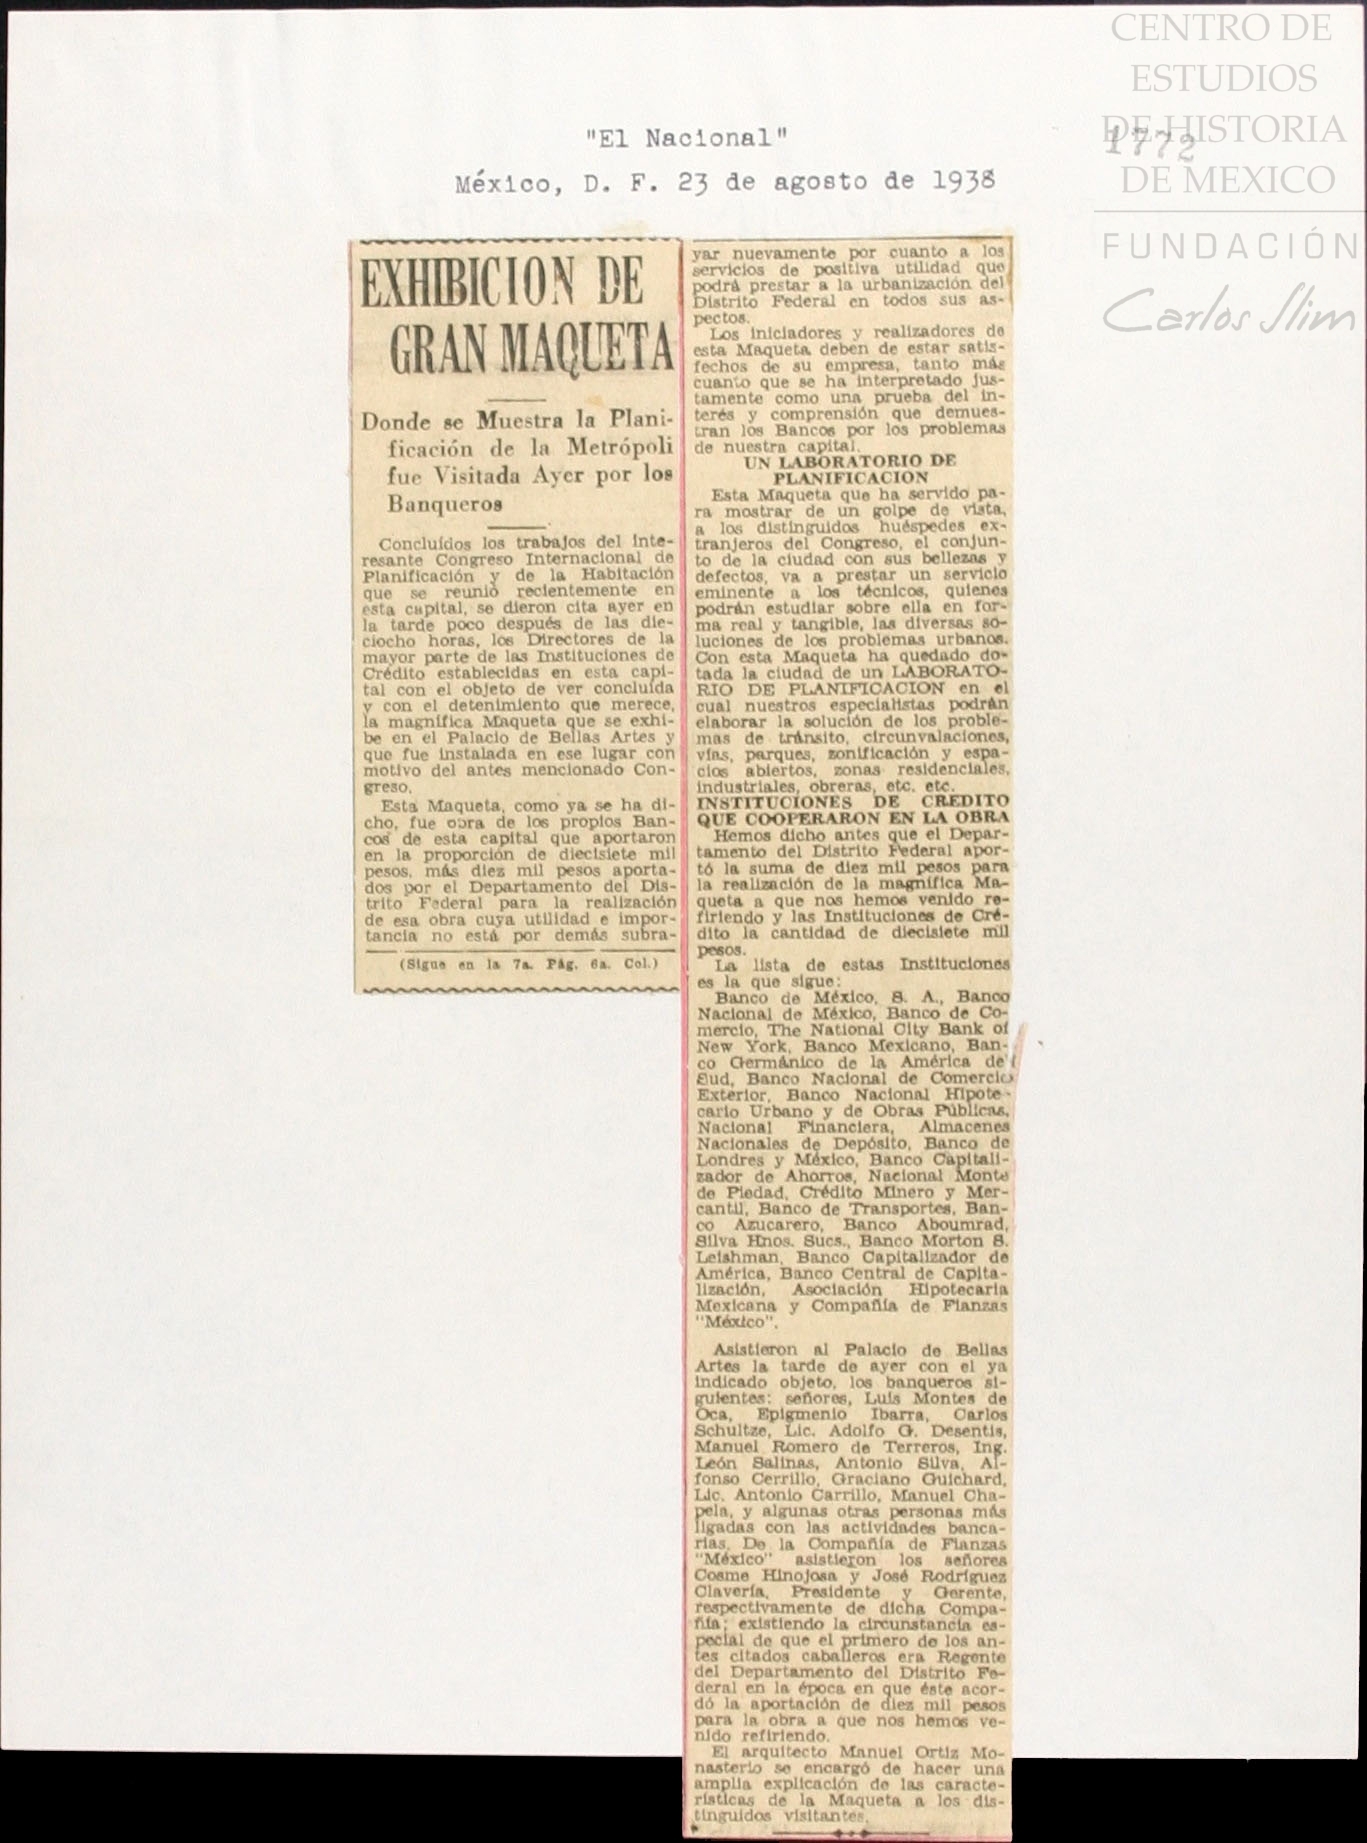 CENTRO DE
ESTUDIOS
DE HISTORIA
DE MEXICO
FUNDACIÓN
Carlos Slim
1772
"El Nacional"
México, D. F. 23 de agosto de 1938
EXHIBICION DE
GRAN MAQUETA
Donde se Muestra la Plani-
ficación de la Metrópoli
fue Visitada Ayer por los
Banqueros
Concluídos los trabajos del inte-
resante Congreso Internacional de
Planificación y de la Habitación
que se reunió recientemente en
esta capital, se dieron cita ayer en
la tarde poco después de las die-
ciocho horas, los Directores de la
mayor parte de las Instituciones de
Crédito establecidas en esta capi-
tal con el objeto de ver concluída
y con el detenimiento que merece,
la magnífica Maqueta que se exhi-
be en el Palacio de Bellas Artes y
que fue instalada en ese lugar con
motivo del antes mencionado Con-
greso.
Esta Maqueta, como ya se ha di-
cho, fue obra de los propios Ban-
cos de esta capital que aportaron
en la proporción de diecisiete mil
pesos, más diez mil pesos aporta-
dos por el Departamento del Dis-
trito Federal para la realización
de esa obra cuya utilidad e impor-
tancia no está por demás subra-
(Sigue en la 7a. Pág. 6a. Col.)
yar nuevamente por cuanto a los
servicios de positiva utilidad que
podrá prestar a la urbanización del
Distrito Federal en todos sus as-
pectos.
Los iniciadores y realizadores de
esta Maqueta deben de estar satis-
fechos de su empresa, tanto más
cuanto que se ha interpretado jus-
tamente como una prueba del in-
terés y comprensión que demues-
tran los Bancos por los problemas
de nuestra capital.
UN LABORATORIO DE
PLANIFICACION
Esta Maqueta que ha servido pa-
ra mostrar de un golpe de vista,
a los distinguidos huéspedes ex-
tranjeros del Congreso, el conjun-
to de la ciudad con sus bellezas y
defectos, va a prestar un servicio
eminente a los técnicos, quienes
podrán estudiar sobre ella en for-
ma real y tangible, las diversas so-
luciones de los problemas urbanos.
Con esta Maqueta ha quedado do-
tada la ciudad de un LABORATO-
RIO DE PLANIFICACION en el
cual nuestros especialistas podrán
elaborar la solución de los proble-
mas de tránsito, circunvalaciones,
vías, parques, zonificación y espa-
cios abiertos, zonas residenciales,
industriales, obreras, etc. etc.
INSTITUCIONES DE CREDITO
QUE COOPERARON EN LA OBRA
Hemos dicho antes que el Depar-
tamento del Distrito Federal apor-
tó la suma de diez mil pesos para
la realización de la magnífica Ma-
queta a que nos hemos venido re-
firiendo y las Instituciones de Cré-
dito la cantidad de diecisiete mil
pesos.
La lista de estas Instituciones
es la que sigue:
Banco de México, S. A., Banco
Nacional de México, Banco de Co-
mercio, The National City Bank of
New York, Banco Mexicano, Ban-
co Germánico de la América del
Sud, Banco Nacional de Comercio
Exterior, Banco Nacional Hipote-
cario Urbano y de Obras Públicas,
Nacional Financiera, Almacenes
Nacionales de Depósito, Banco de
Londres y México, Banco Capitali-
zador de Ahorros, Nacional Monte
de Piedad, Crédito Minero y Mer-
cantil, Banco de Transportes, Ban-
co Azucarero, Banco Aboumrad,
Silva Hnos. Sucs., Banco Morton S.
Leishman, Banco Capitalizador de
América, Banco Central de Capita-
lización, Asociación Hipotecaria
Mexicana y Compañía de Fianzas
"México".
Asistieron al Palacio de Bellas
Artes la tarde de ayer con el ya
indicado objeto, los banqueros si-
guientes: señores, Luis Montes de
Oca, Epigmenio Ibarra, Carlos
Schultze, Lic. Adolfo G. Desentis,
Manuel Romero de Terreros, Ing.
León Salinas, Antonio Silva, Al-
fonso Cerrillo, Graciano Guichard,
Lic. Antonio Carrillo, Manuel Cha-
pela, y algunas otras personas más
ligadas con las actividades banca-
rias. De la Compañía de Fianzas
"México" asistieron los señores
Cosme Hinojosa y José Rodríguez
Clavería, Presidente y Gerente,
respectivamente de dicha Compa-
ñía; existiendo la circunstancia es-
pecial de que el primero de los an-
tes citados caballeros era Regente
del Departamento del Distrito Fe-
deral en la época en que éste acor-
dó la aportación de diez mil pesos
para la obra a que nos hemos ve-
nido refiriendo.
El arquitecto Manuel Ortiz Mo-
nasterio se encargó de hacer una
amplia explicación de las caracte-
rísticas de la Maqueta a los dis-
tinguidos visitantes.